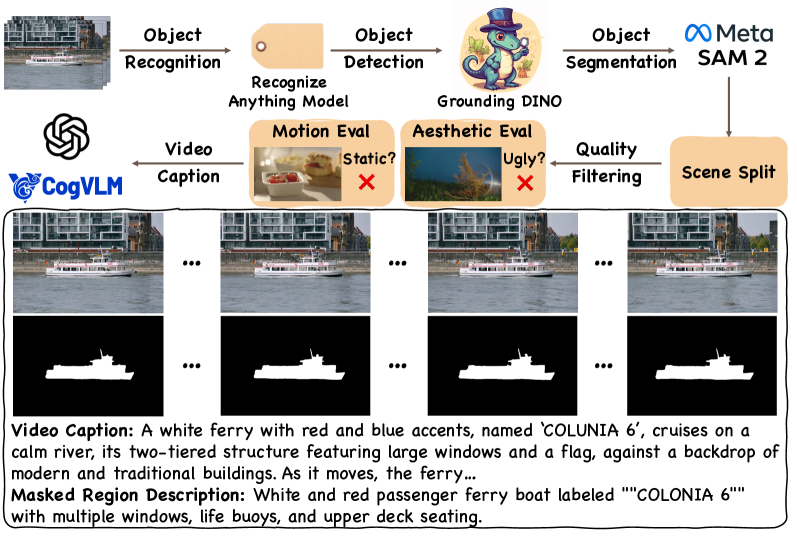 Object
Recognition
Recognize
Anything Model
Object
Detection
Grounding DINO
Object
Segmentation
Meta
SAM 2
Video
Caption
CogVLM
Motion Eval
Static?
Aesthetic Eval
Ugly?
Quality
Filtering
Scene Split
...
...
...
...
...
...
Video Caption: A white ferry with red and blue accents, named ‘COLUNIA 6’, cruises on a
calm river, its two-tiered structure featuring large windows and a flag, against a backdrop of
modern and traditional buildings. As it moves, the ferry...
Masked Region Description: White and red passenger ferry boat labeled ""COLONIA 6""
with multiple windows, life buoys, and upper deck seating.